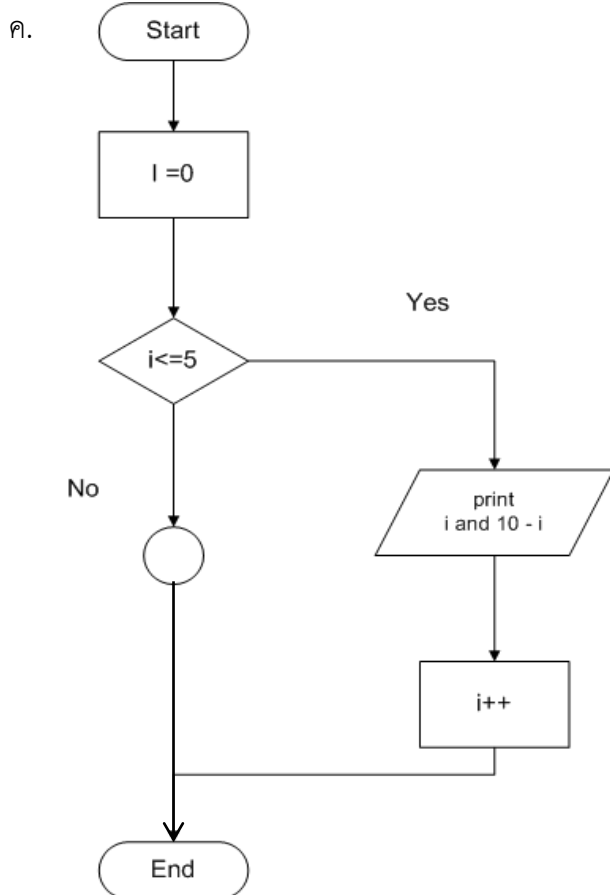 ค.
Start
I =0
Yes
i<=5
No
print
i and 10 - i
i++
End